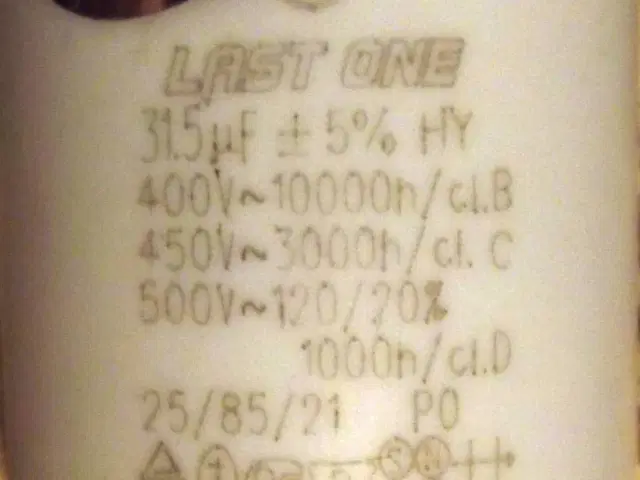 LAST ONE
31.5µF ± 5% HY
400V~10000h/cl.B
450V~3000h/cl. C
500V~120/20%
1000h/cl.D
25/85/21 PO